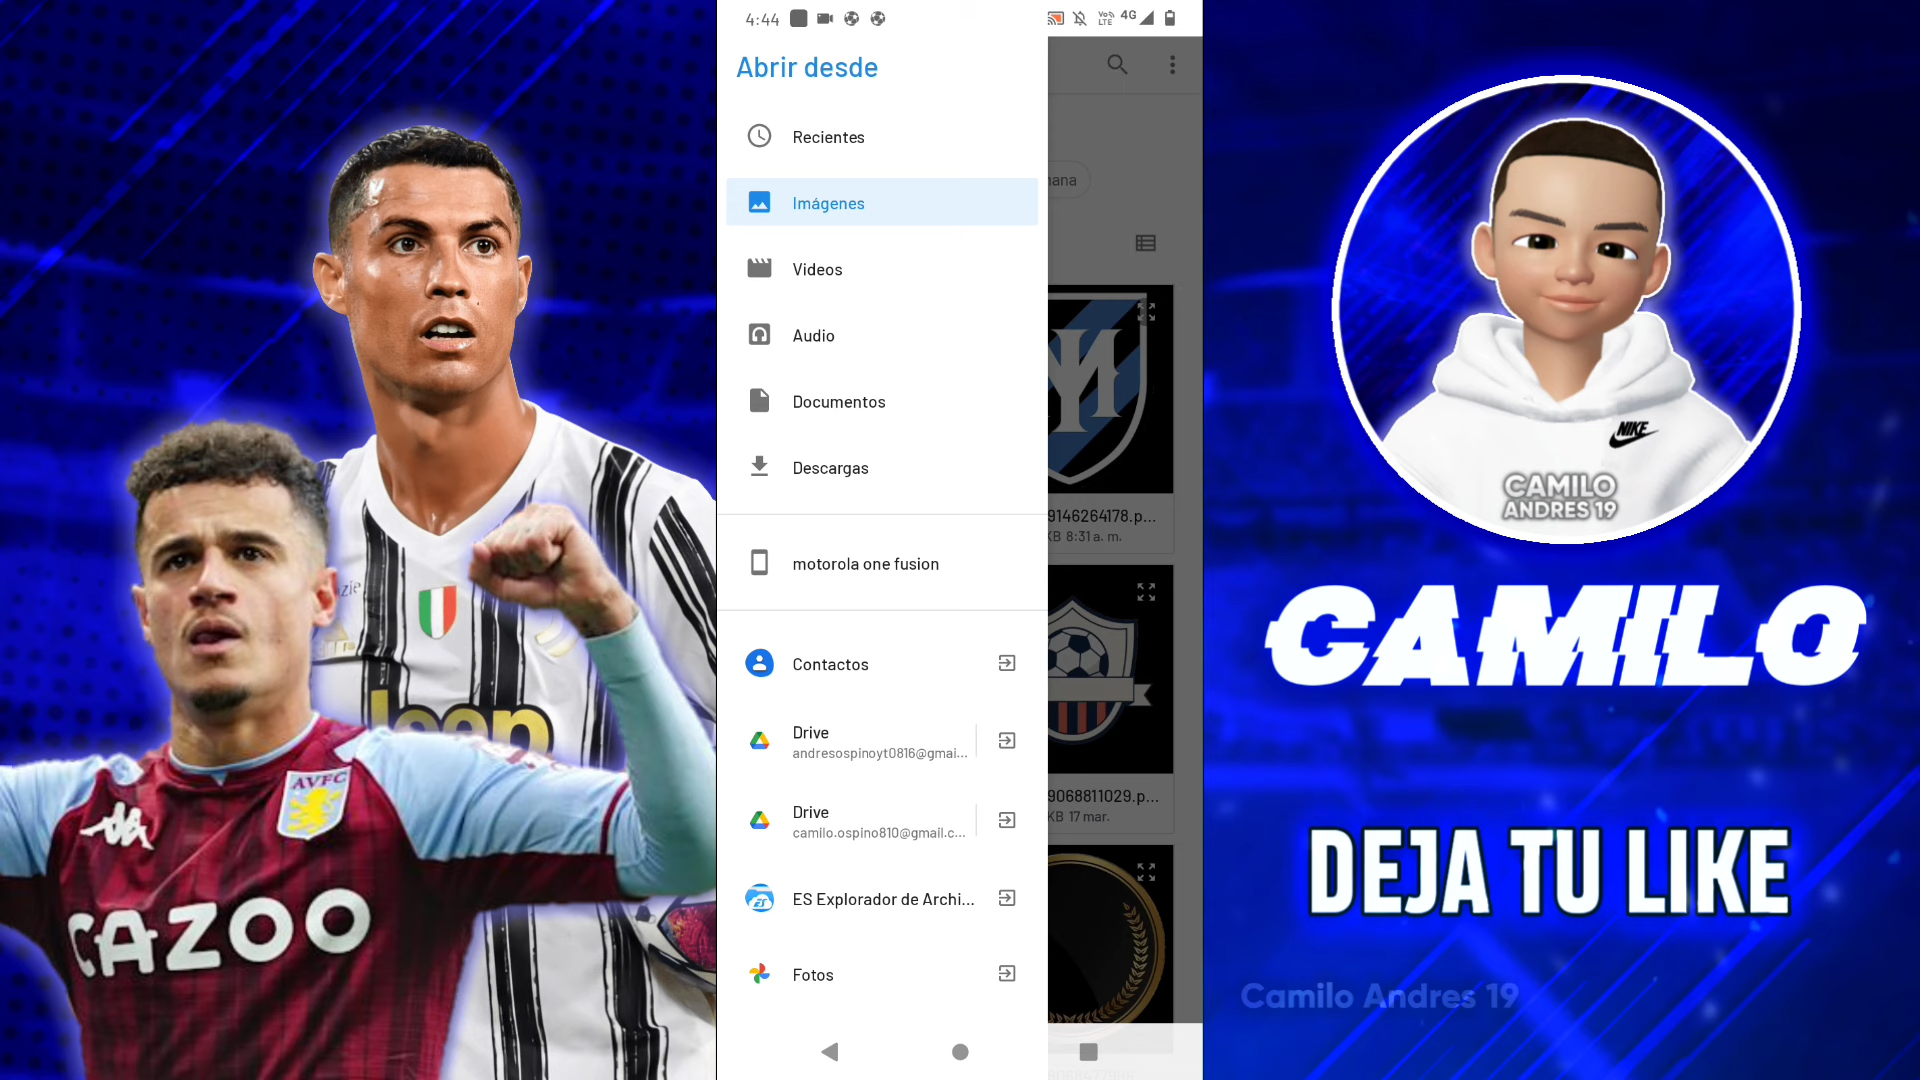 4:44
VoLTE 4G
Abrir desde
Recientes
Imágenes
Videos
Audio
Documentos
Descargas
motorola one fusion
Contactos
Drive
andresospinoyt0816@gmai...
Drive
camilo.ospino810@gmail.c...
ES Explorador de Archi...
Fotos
9146264178.p...
KB 8:31 a. m.
9068811029.p...
KB 17 mar.
Jeep
AVFC
CAZOO
NIKE
CAMILO
ANDRES 19
CAMILO
DEJA TU LIKE
Camilo Andres 19